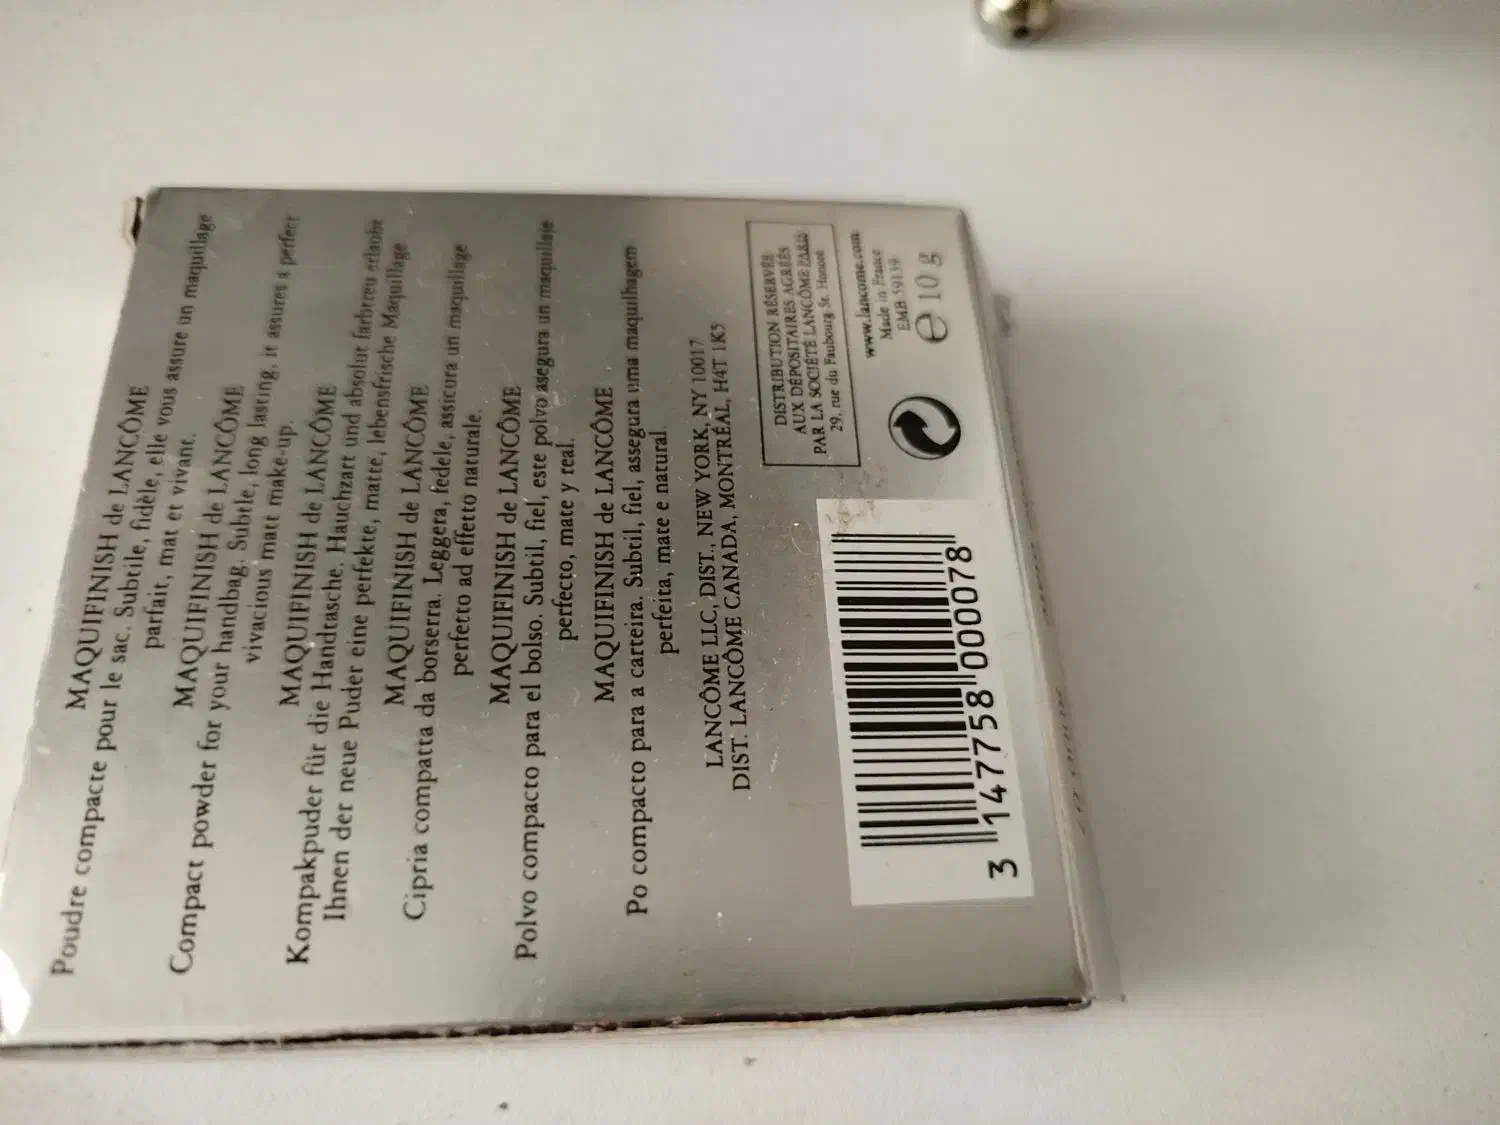 MAQUIFINISH de LANCÔME
Poudre compacte pour le sac. Subtile, fidèle, elle vous assure un maquillage
parfait, mat et vivant.
MAQUIFINISH de LANCÔME
Compact powder for your handbag. Subtle, long lasting, it assures a perfect
vivacious matt make-up.
MAQUIFINISH de LANCÔME
Kompakpuder für die Handtasche. Hauchzart und absolut farbtreu erlaubt
Ihnen der neue Puder eine perfekte, matte, lebensfrische Maquillage.
MAQUIFINISH de LANCÔME
Cipria compatta da borserra. Leggera, fedele, assicura un maquillage
perfetto ad effetto naturale.
MAQUIFINISH de LANCÔME
Polvo compacto para el bolso. Subtil, fiel, este polvo asegura un maquillaje
perfecto, mate y real.
MAQUIFINISH de LANCÔME
Po compacto para a carteira. Subtil, fiel, assegura uma maquilhagem
perfeita, mate e natural.
LANCÔME LLC, DIST., NEW YORK, NY 10017
DIST. LANCÔME CANADA, MONTRÉAL, H4T 1K5
DISTRIBUTION RÉSERVÉE
AUX DÉPOSITAIRES AGRÉÉS
PAR LA SOCIÉTÉ LANCÔME PARIS
29, rue du Faubourg St. Honoré
www.lancome.com
Made in France
EMB 59139
e 10 g
3 147758 000078